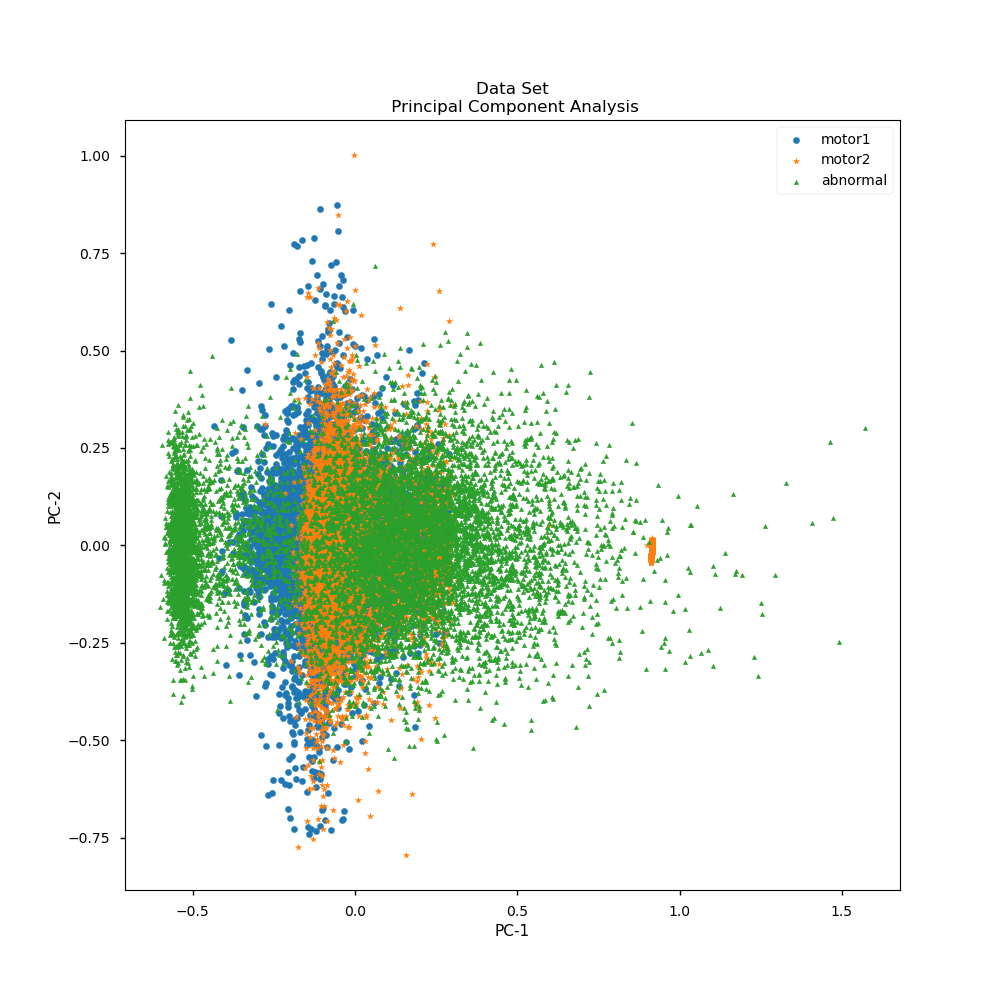 Data Set
Principal Component Analysis
motor1
motor2
abnormal
1.00
0.75
0.50
0.25
0.00
−0.25
−0.50
−0.75
PC-2
−0.5
0.0
0.5
1.0
1.5
PC-1